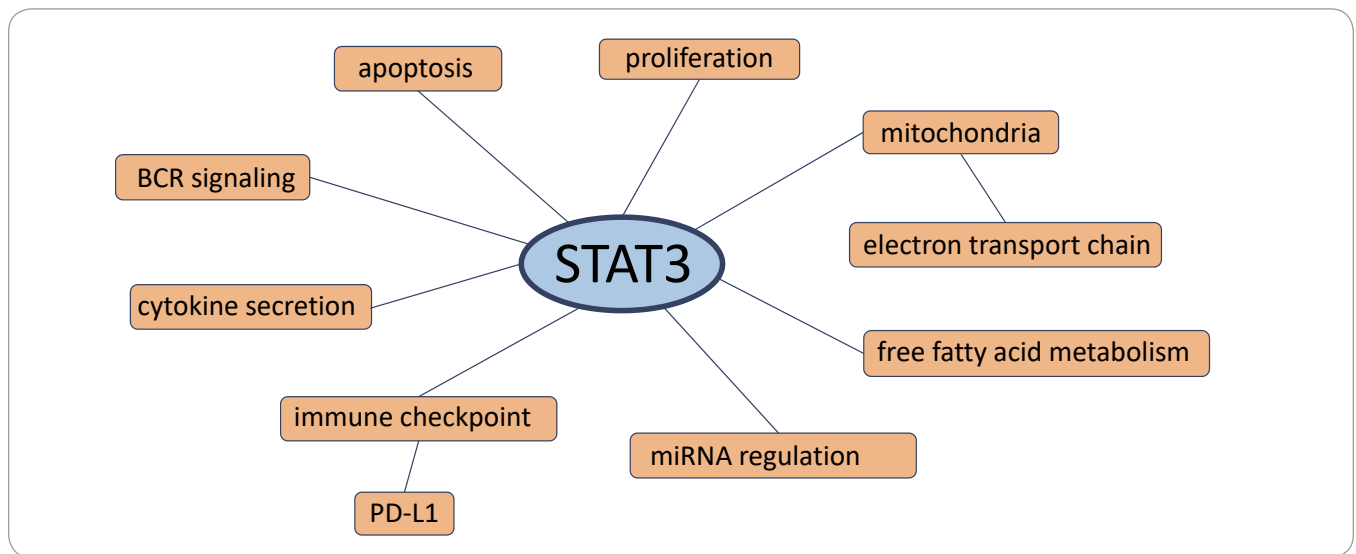 proliferation
apoptosis
mitochondria
BCR signaling
electron transport chain
STAT3
cytokine secretion
free fatty acid metabolism
immune checkpoint
miRNA regulation
PD-L1